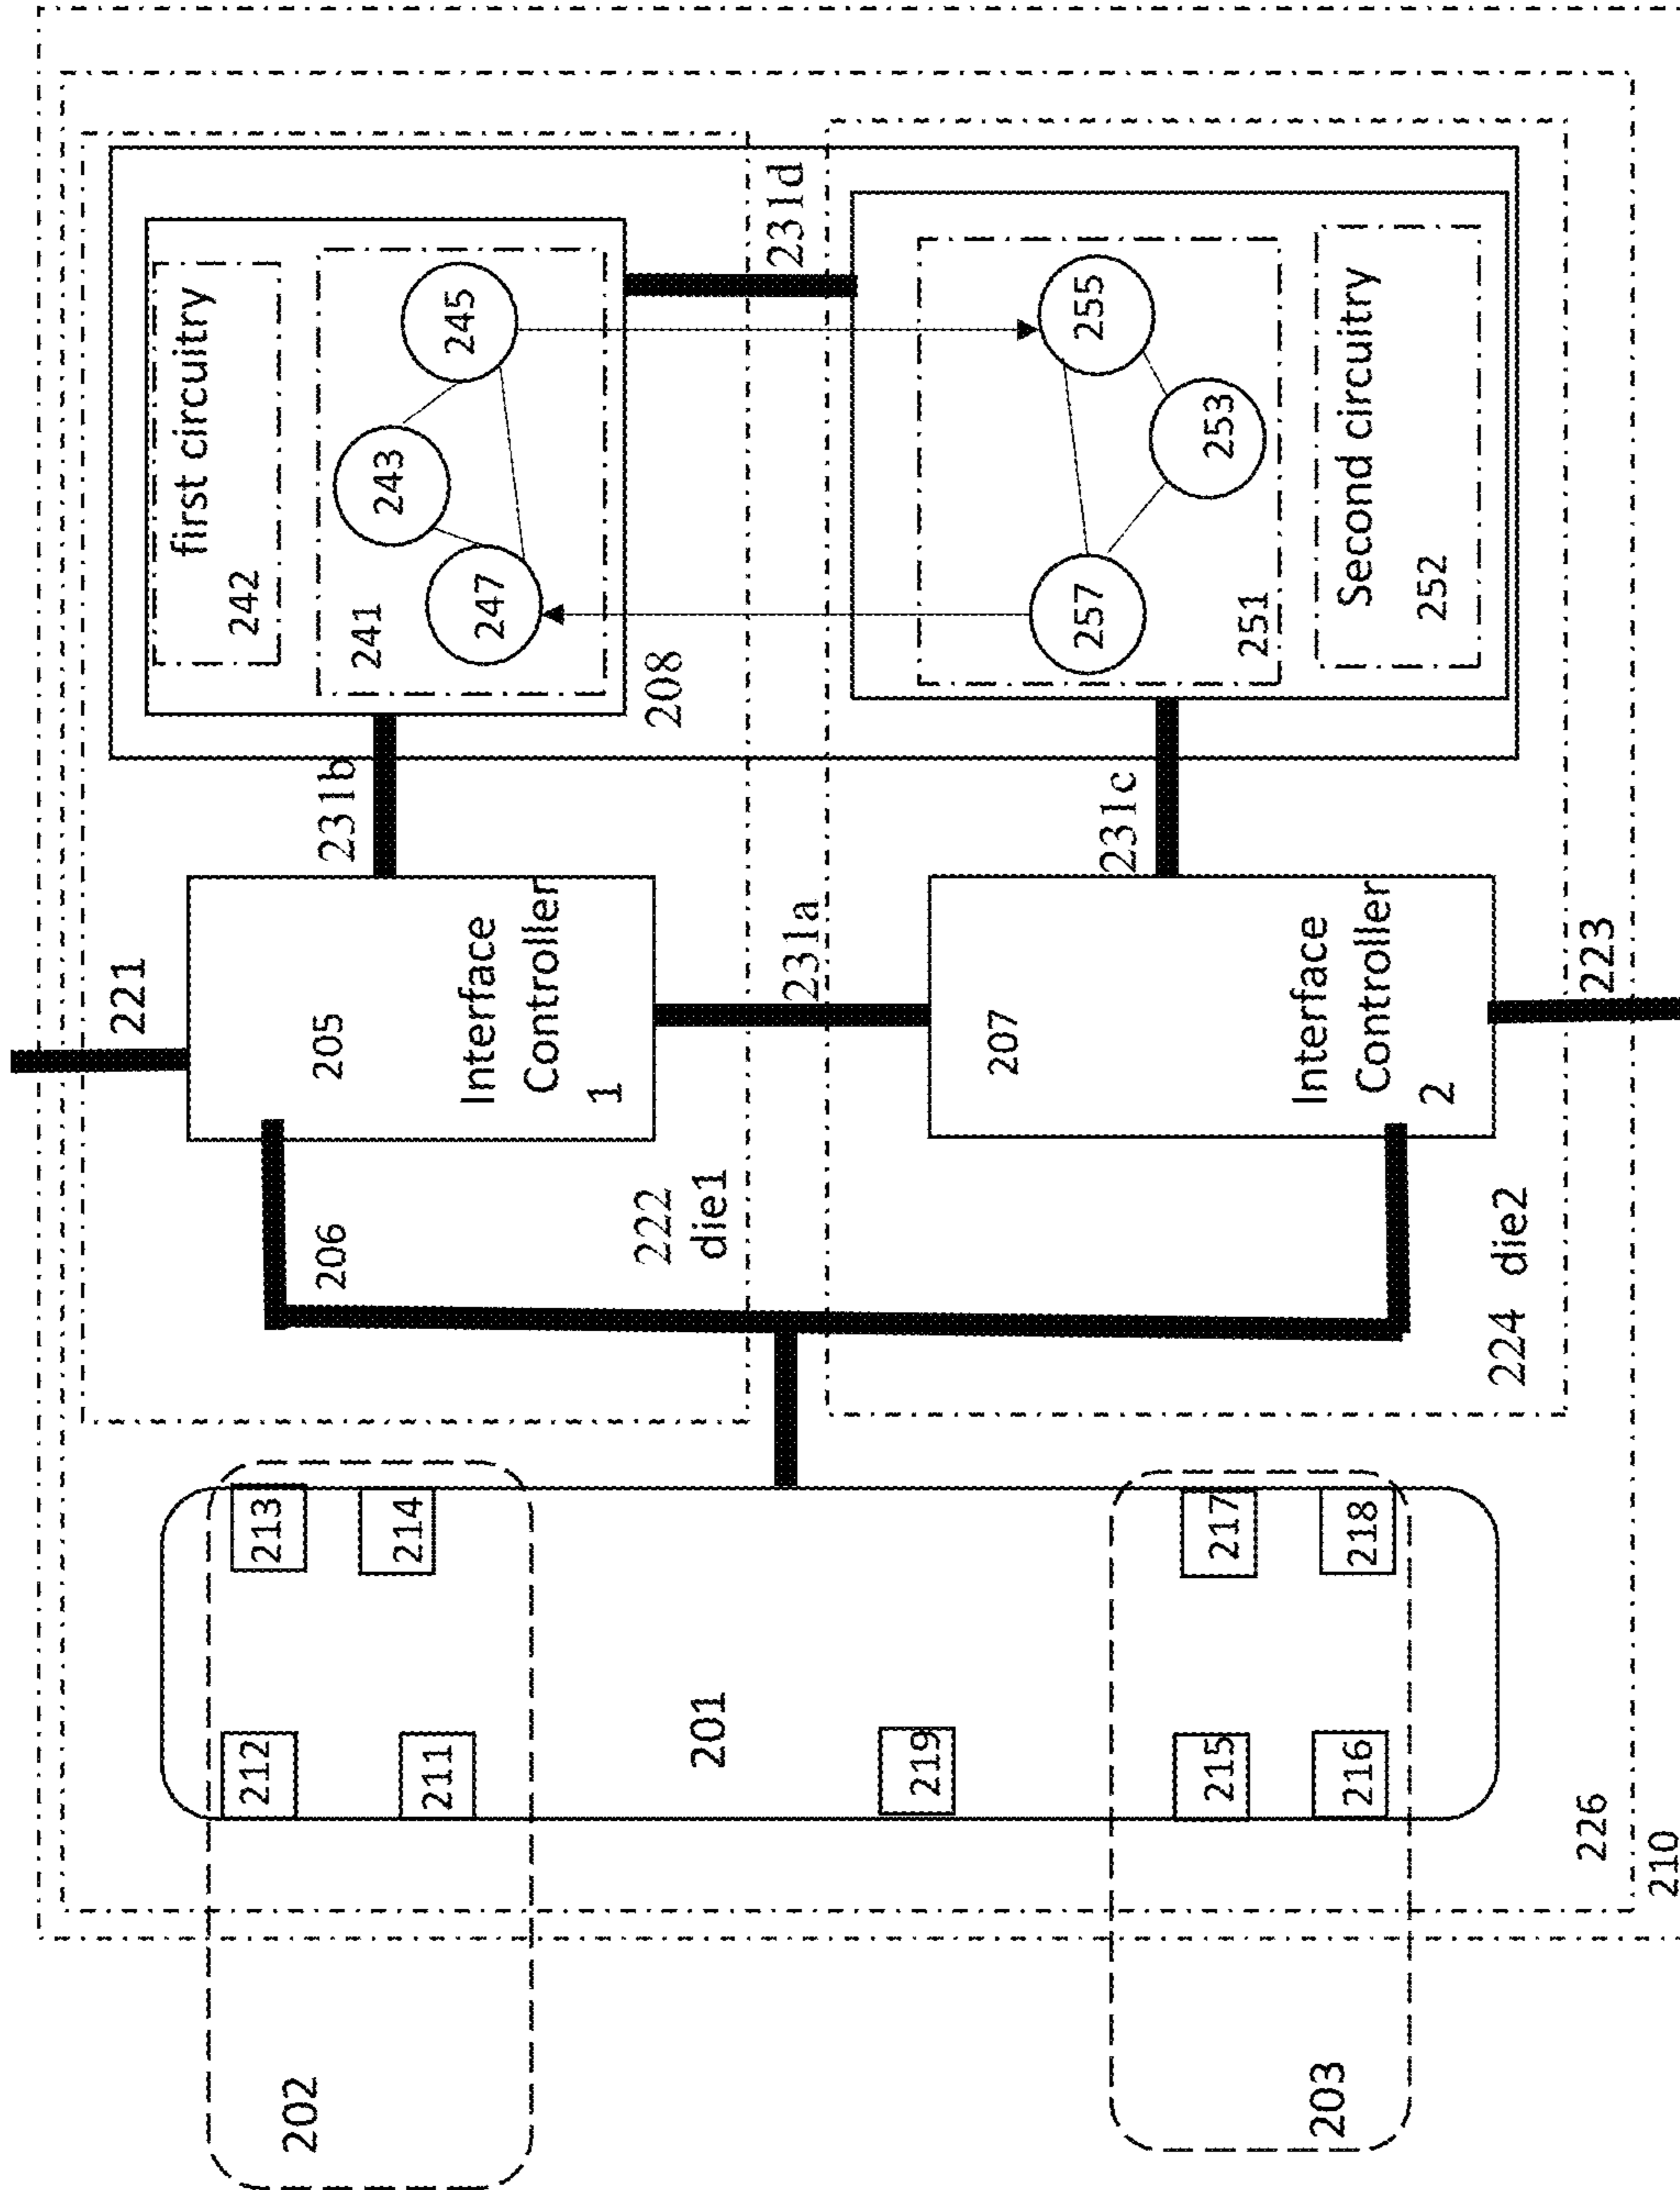 221
first circuitry
242
212
213
202
206
205
231b
241
243
214
211
245
247
Interface
Controller
1
222
die1
208
201
231d
231a
219
207
257
255
231c
215
217
253
251
203
216
218
Interface
Controller
2
Second circuitry
252
224 die2
226
223
210